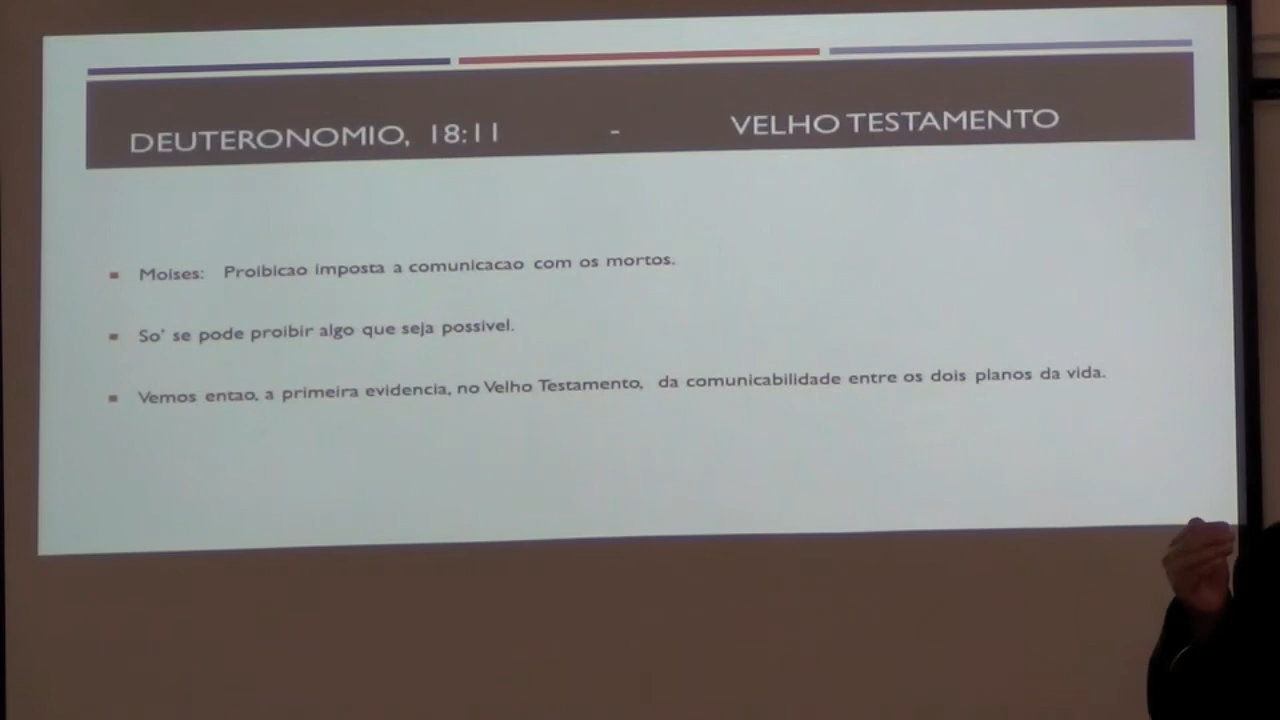 DEUTERONOMIO, 18:11 - VELHO TESTAMENTO
Moises: Proibicao imposta a comunicacao com os mortos.
So' se pode proibir algo que seja possivel.
Vemos entao, a primeira evidencia, no Velho Testamento, da comunicabilidade entre os dois planos da vida.